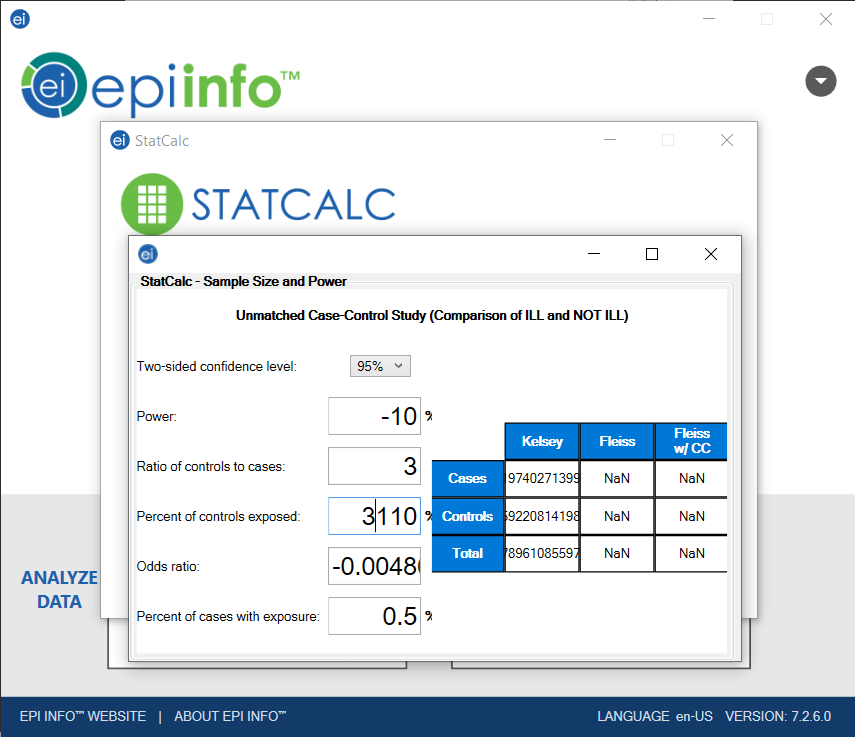 ei
ei epiinfo™
ei StatCalc
STATCALC
ei
StatCalc - Sample Size and Power
Unmatched Case-Control Study (Comparison of ILL and NOT ILL)
Two-sided confidence level: 95%
Power: -10 %
Ratio of controls to cases: 3
Percent of controls exposed: 3110 %
Odds ratio: -0.0048
Percent of cases with exposure: 0.5 %
Kelsey Fleiss Fleiss
w/ CC
Cases 9740271399 NaN NaN
Controls 59220814198 NaN NaN
Total 78961085597 NaN NaN
ANALYZE
DATA
EPI INFO™ WEBSITE | ABOUT EPI INFO™ LANGUAGE en-US VERSION: 7.2.6.0